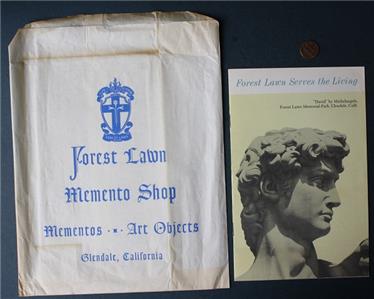 Forest Lawn
Memento Shop
Mementos · Art Objects
Glendale, California
Forest Lawn Serves the Living
"David" by Michelangelo,
Forest Lawn Memorial-Park, Glendale, Calif.